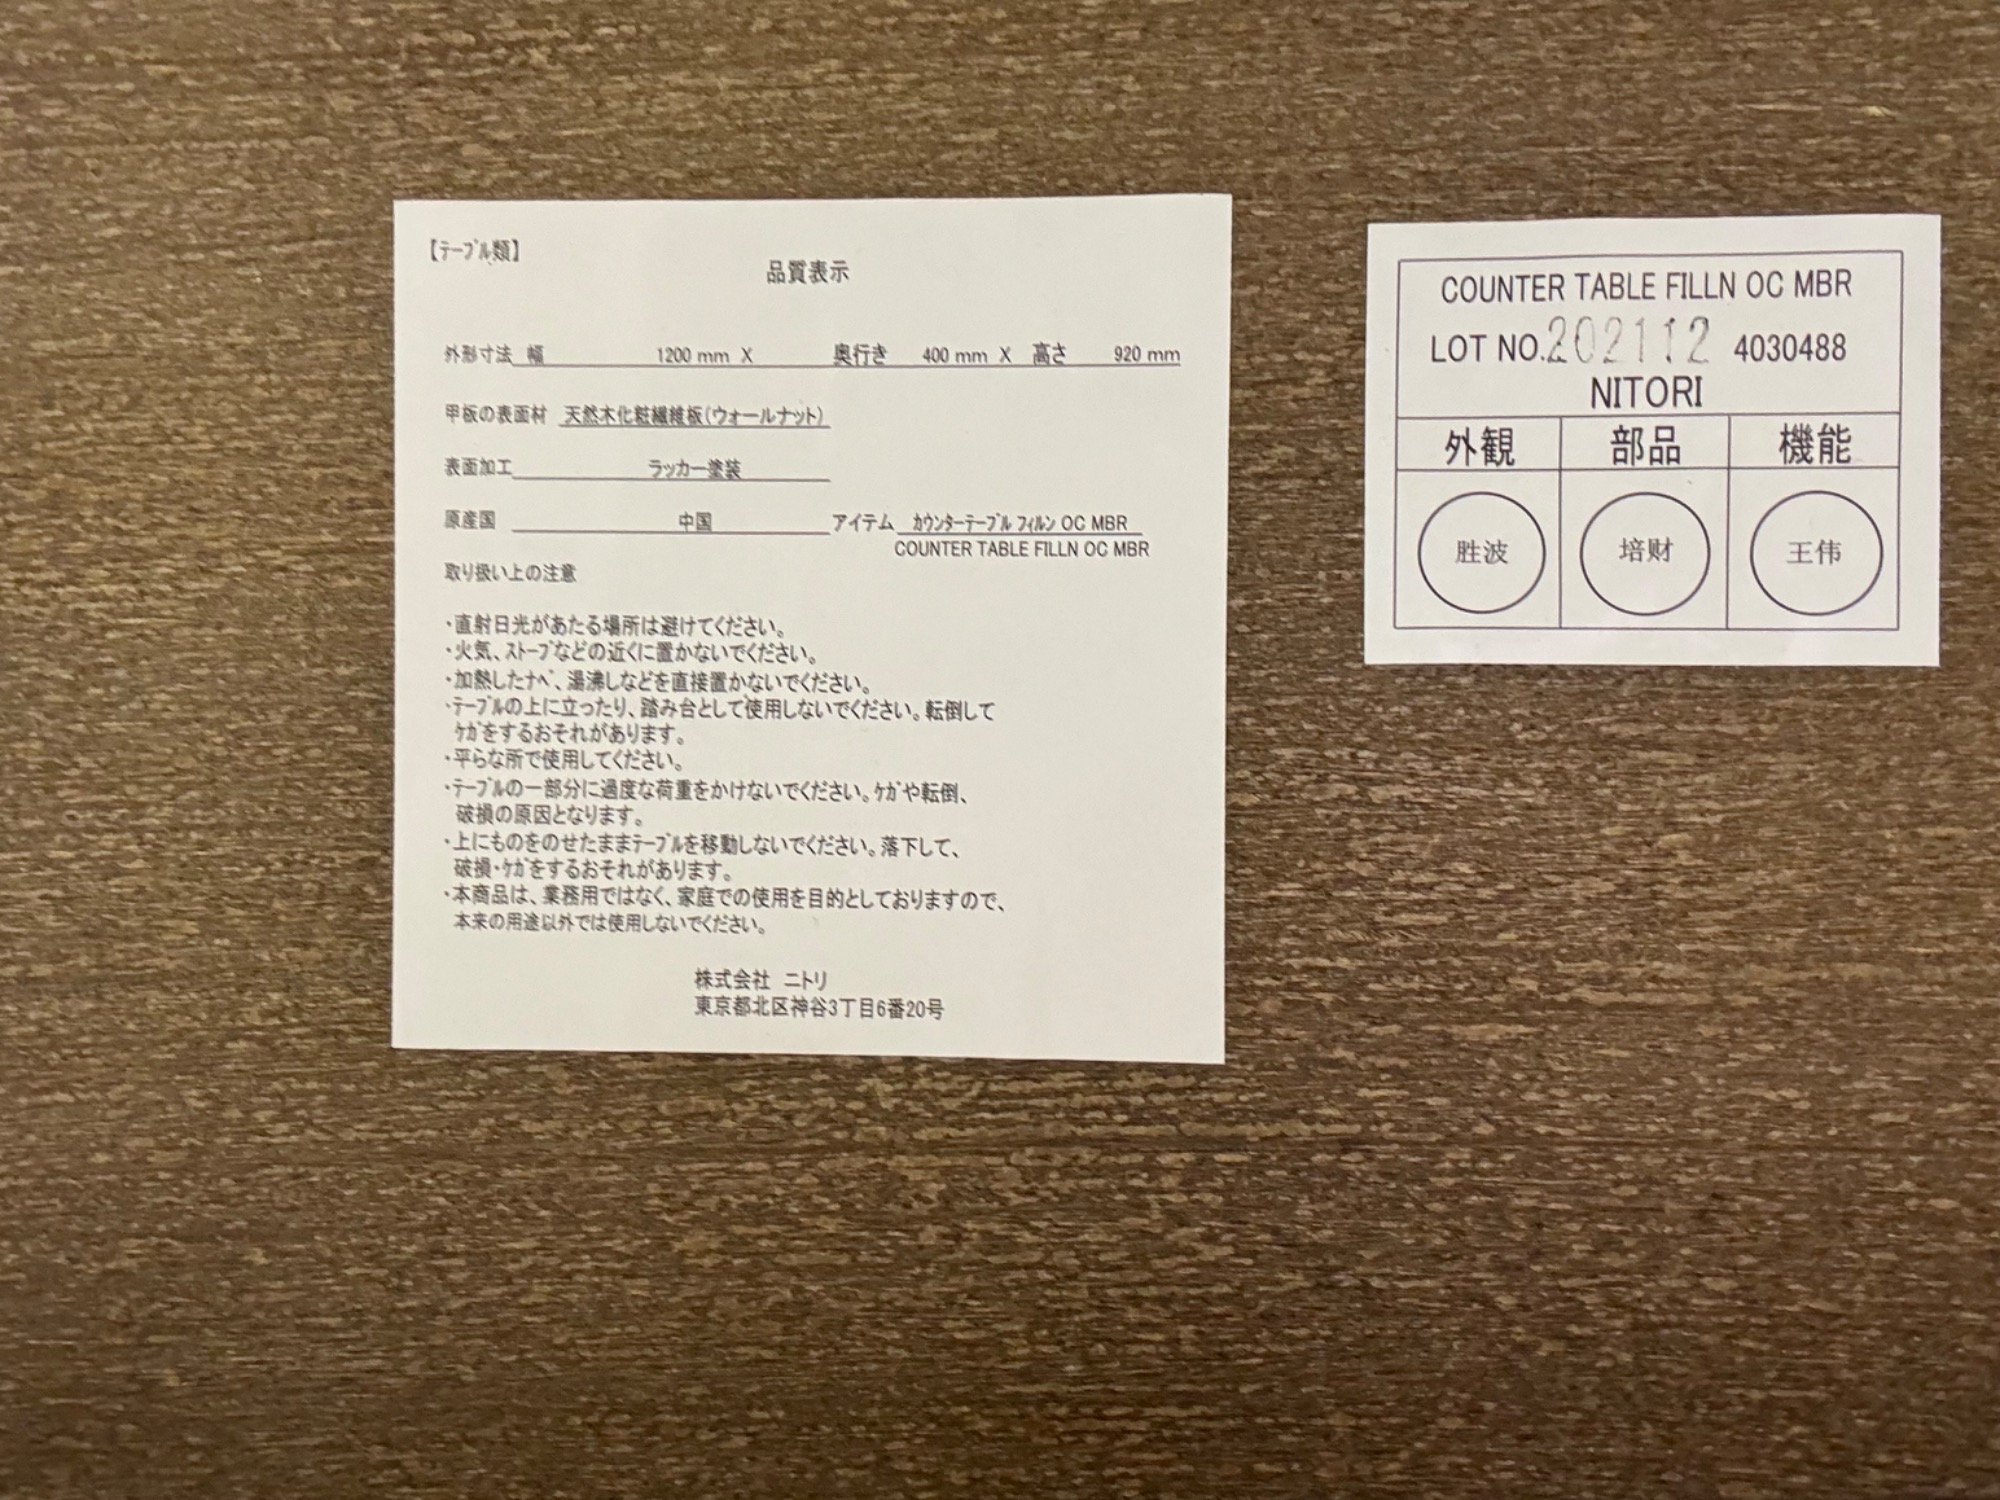 【ﾃｰﾌﾞﾙ類】
品質表示
外形寸法 幅 1200 mm X 奥行き 400 mm X 高さ 920 mm
甲板の表面材 天然木化粧繊維板(ウォールナット)
表面加工 ラッカー塗装
原産国 中国 アイテム ｶｳﾝﾀｰﾃｰﾌﾞﾙ ﾌｨﾙﾝ OC MBR
COUNTER TABLE FILLN OC MBR
取り扱い上の注意
・直射日光があたる場所は避けてください。
・火気、ｽﾄｰﾌﾞなどの近くに置かないでください。
・加熱したﾅﾍﾞ、湯沸しなどを直接置かないでください。
・ﾃｰﾌﾞﾙの上に立ったり、踏み台として使用しないでください。転倒して
ｹｶﾞをするおそれがあります。
・平らな所で使用してください。
・ﾃｰﾌﾞﾙの一部分に過度な荷重をかけないでください。ｹｶﾞや転倒、
破損の原因となります。
・上にものをのせたままﾃｰﾌﾞﾙを移動しないでください。落下して、
破損・ｹｶﾞをするおそれがあります。
・本商品は、業務用ではなく、家庭での使用を目的としておりますので、
本来の用途以外では使用しないでください。
株式会社 ニトリ
東京都北区神谷3丁目6番20号
COUNTER TABLE FILLN OC MBR
LOT NO.202112 4030488
NITORI
外観 部品 機能
胜波 培财 王伟